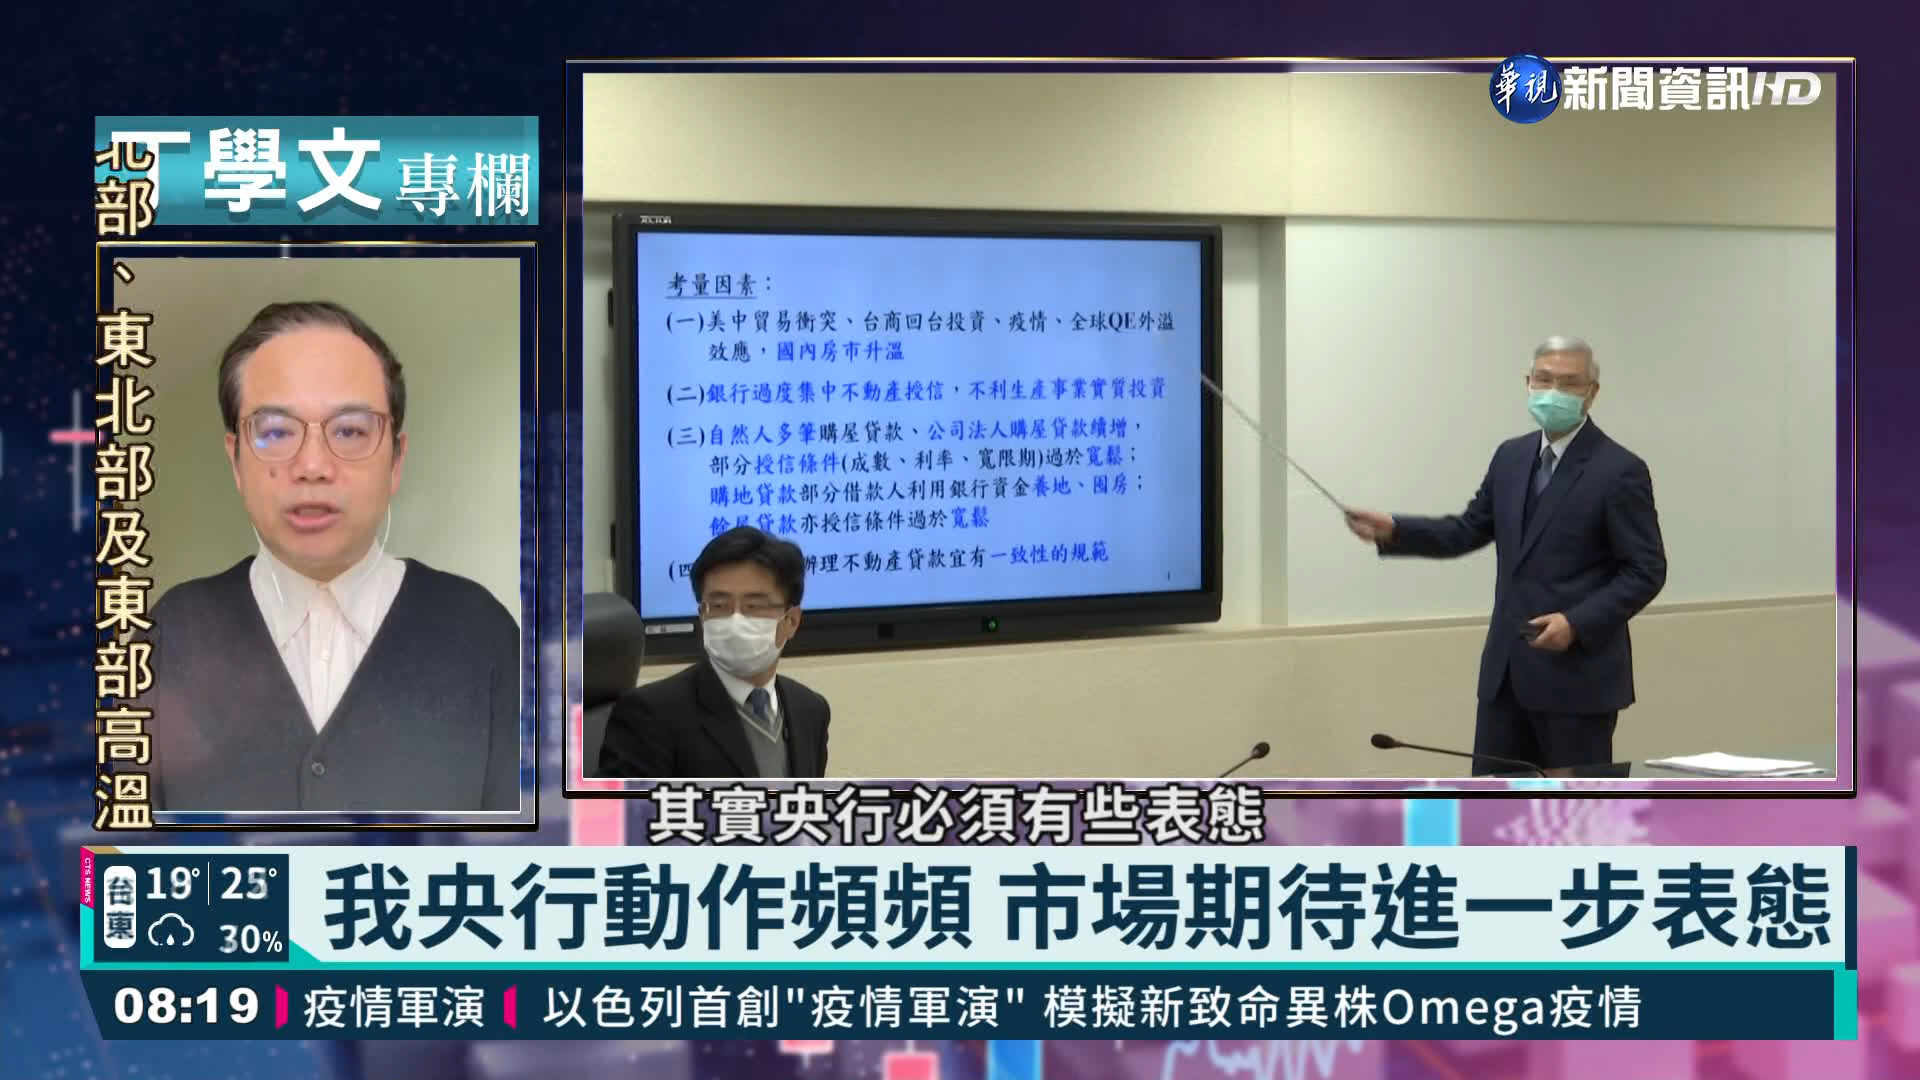 華視 新聞資訊HD
丁學文 專欄
北部、東北部及東部高溫
考量因素：
(一)美中貿易衝突、台商回台投資、疫情、全球QE外溢
效應，國內房市升溫
(二)銀行過度集中不動產授信，不利生產事業實質投資
(三)自然人多筆購屋貸款、公司法人購屋貸款續增，
部分授信條件(成數、利率、寬限期)過於寬鬆；
購地貸款部分借款人利用銀行資金養地、囤房；
餘屋貸款亦授信條件過於寬鬆
(四 辦理不動產貸款宜有一致性的規範
1
其實央行必須有些表態
CTS NEWS
台東 19° 25°
30%
我央行動作頻頻 市場期待進一步表態
08:19 疫情軍演 以色列首創"疫情軍演" 模擬新致命異株Omega疫情